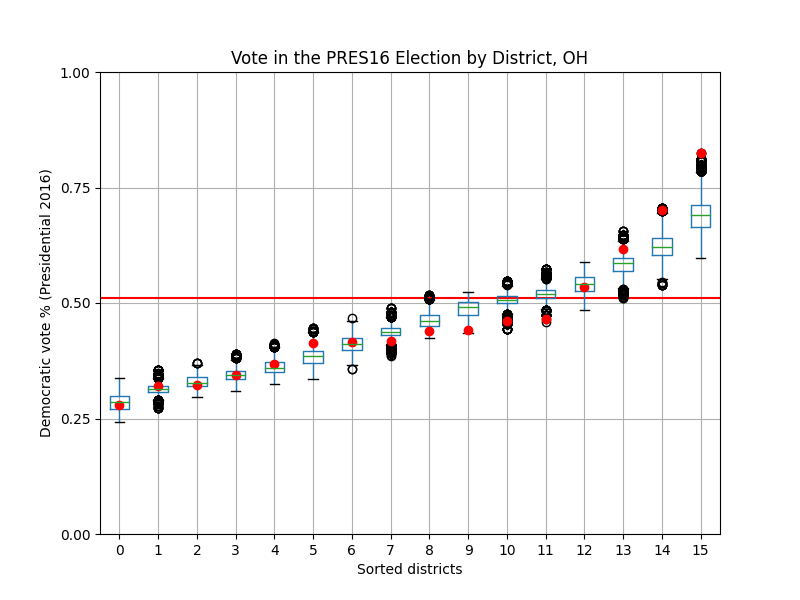 Vote in the PRES16 Election by District, OH
Democratic vote % (Presidential 2016)
1.00
0.75
0.50
0.25
0.00
0 1 2 3 4 5 6 7 8 9 10 11 12 13 14 15
Sorted districts